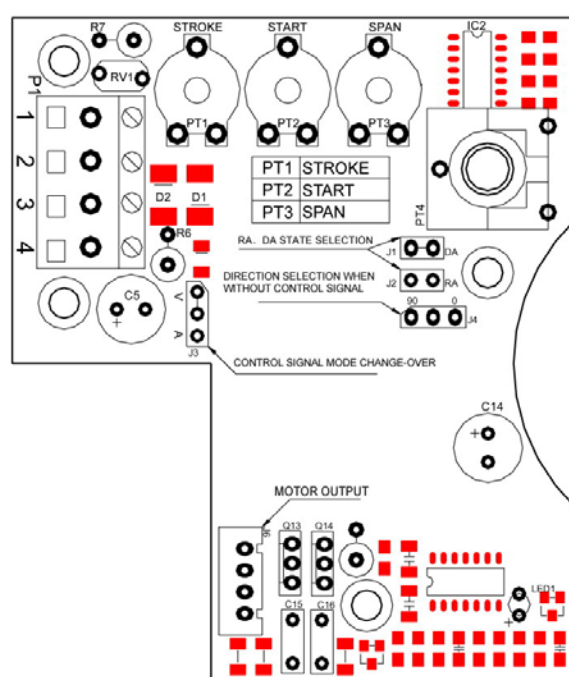 R7
STROKE
START
SPAN
IC2
RV1
P1
1
2
3
4
PT1
PT2
PT3
PT1 STROKE
PT2 START
PT3 SPAN
PT4
D2
D1
R6
RA. DA STATE SELECTION
J1
DA
DIRECTION SELECTION WHEN
WITHOUT CONTROL SIGNAL
J2
RA
90
0
J4
C5
+
V
A
J3
CONTROL SIGNAL MODE CHANGE-OVER
C14
+
MOTOR OUTPUT
Q13
Q14
C15
C16
LED1
+